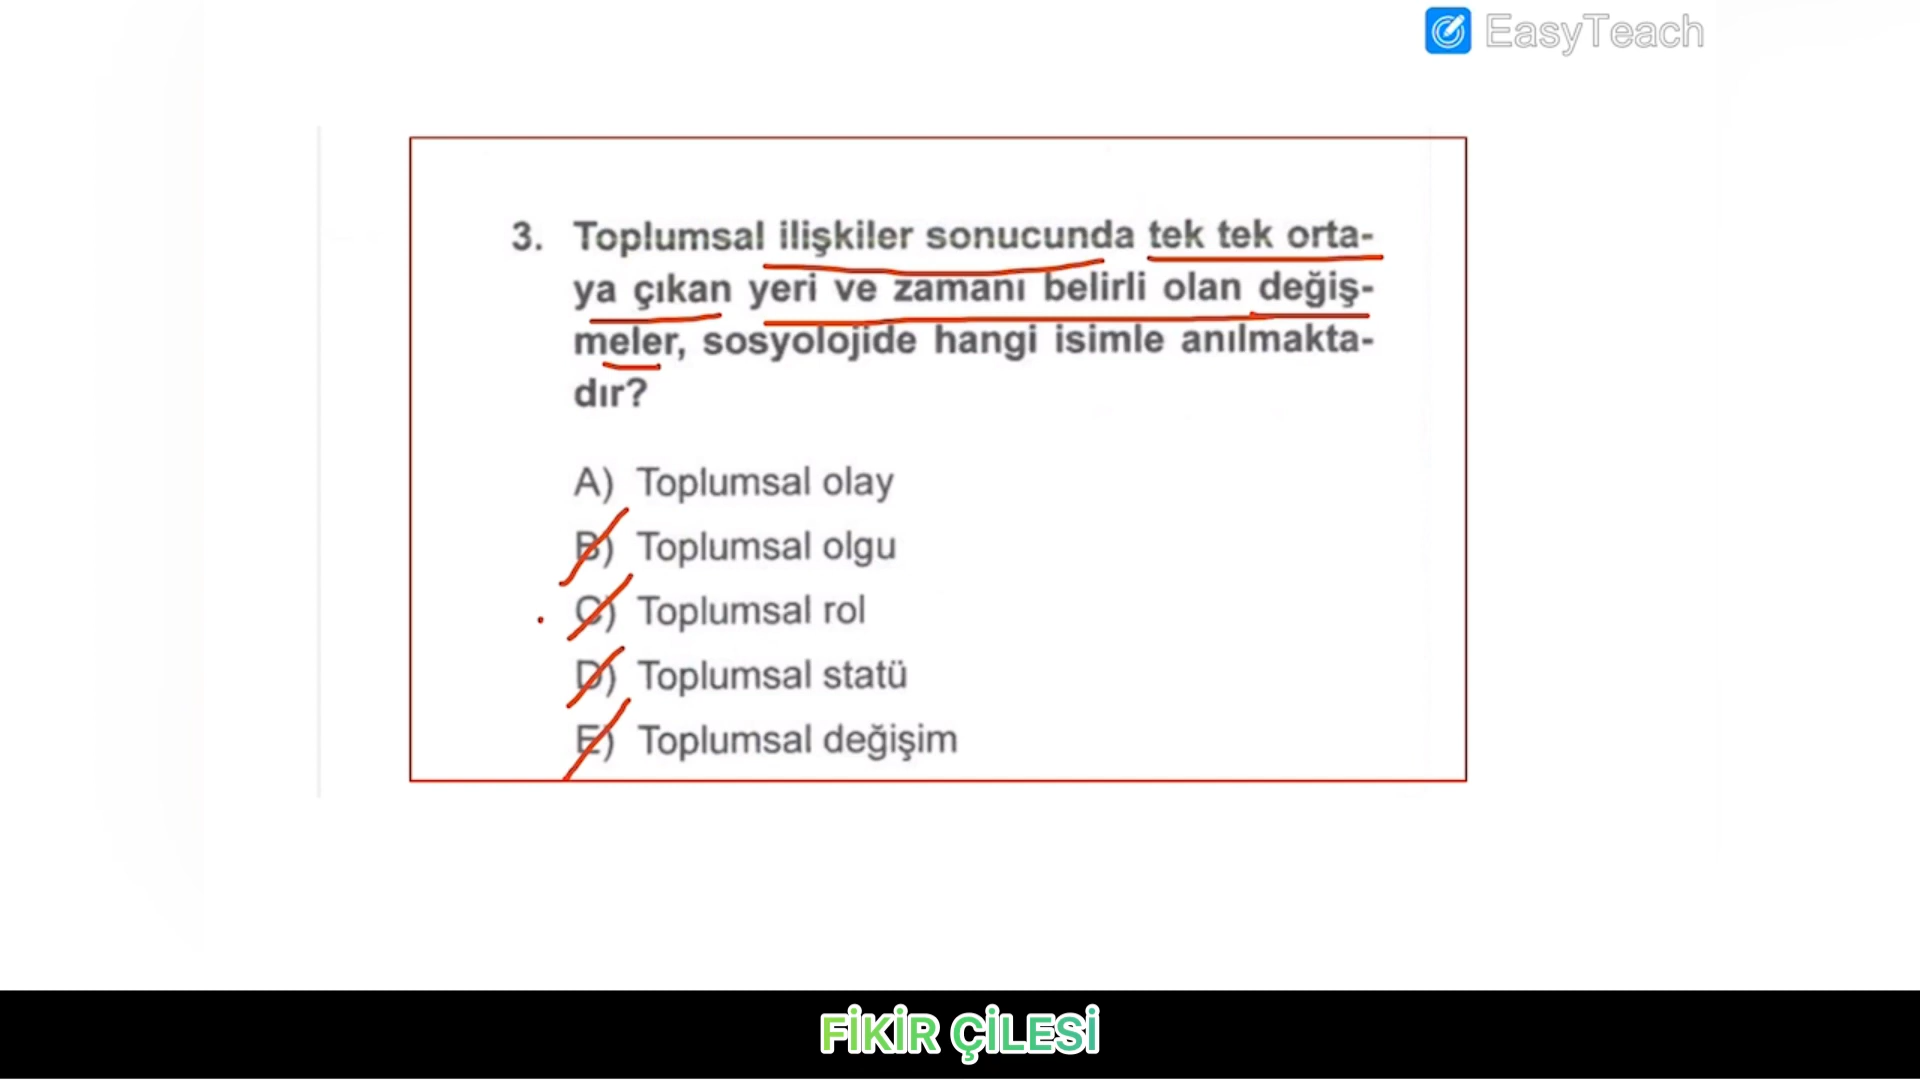 EasyTeach
3. Toplumsal ilişkiler sonucunda tek tek orta-
ya çıkan yeri ve zamanı belirli olan değiş-
meler, sosyolojide hangi isimle anılmakta-
dır?
A) Toplumsal olay
B) Toplumsal olgu
C) Toplumsal rol
D) Toplumsal statü
E) Toplumsal değişim
FİKİR ÇİLESİ